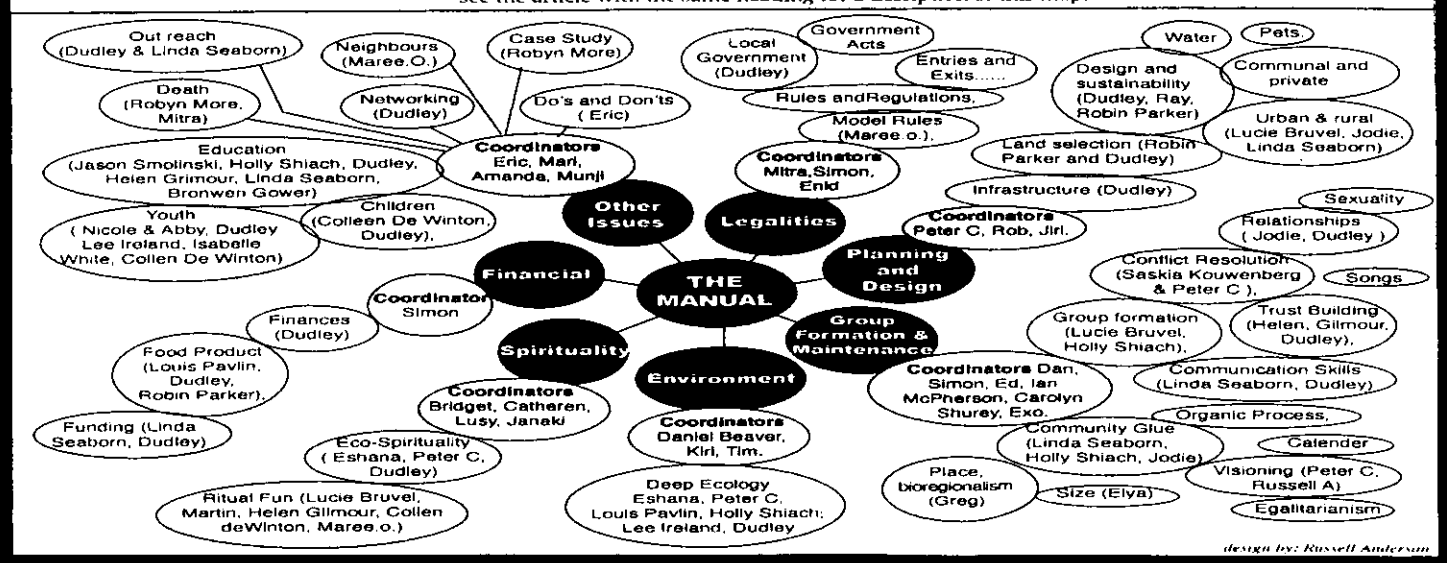 see the article with the same heading for a description of this map.
Out reach
(Dudley & Linda Seaborn)
Neighbours
(Maree.O.)
Case Study
(Robyn More)
Death
(Robyn More,
Mitra)
Networking
(Dudley)
Do's and Don'ts
( Eric)
Education
(Jason Smolinski, Holly Shiach, Dudley,
Helen Grimour, Linda Seaborn,
Bronwen Gower)
Coordinators
Eric, Mari,
Amanda, Munji
Youth
( Nicole & Abby, Dudley
Lee Ireland, Isabelle
White, Collen De Winton)
Children
(Colleen De Winton,
Dudley),
Other
Issues
Local
Government
(Dudley)
Government
Acts
Entries and
Exits......
Rules andRegulations,
Model Rules
(Maree.o.),
Coordinators
Mitra,Simon,
Enid
Legalities
Water
Pets
Design and
sustainability
(Dudley, Ray,
Robin Parker)
Communal and
private
Urban & rural
(Lucie Bruvel, Jodie,
Linda Seaborn)
Land selection (Robin
Parker and Dudley)
Infrastructure (Dudley)
Coordinators
Peter C, Rob, Jiri.
Planning
and
Design
THE
MANUAL
Financial
Coordinator
Simon
Finances
(Dudley)
Food Product
(Louis Pavlin,
Dudley,
Robin Parker),
Funding (Linda
Seaborn, Dudley)
Spirituality
Coordinators
Bridget, Catheren,
Lusy, Janaki
Eco-Spirituality
( Eshana, Peter C,
Dudley)
Ritual Fun (Lucie Bruvel,
Martin, Helen Gilmour, Collen
deWinton, Maree.o.)
Environment
Coordinators
Daniel Beaver,
Kiri, Tim.
Deep Ecology
Eshana, Peter C,
Louis Pavlin, Holly Shiach,
Lee Ireland, Dudley
Group
Formation &
Maintenance
Coordinators Dan,
Simon, Ed, Ian
McPherson, Carolyn
Shurey, Exo.
Sexuality
Relationships
( Jodie, Dudley )
Conflict Resolution
(Saskia Kouwenberg
& Peter C ),
Songs
Group formation
(Lucie Bruvel,
Holly Shiach),
Trust Building
(Helen, Gilmour,
Dudley),
Communication Skills
(Linda Seaborn, Dudley)
Organic Process,
Community Glue
(Linda Seaborn,
Holly Shiach, Jodie)
Calender
Visioning (Peter C,
Russell A)
Place,
bioregionalism
(Greg)
Size (Elya)
Egalitarianism
design by: Russell Anderson